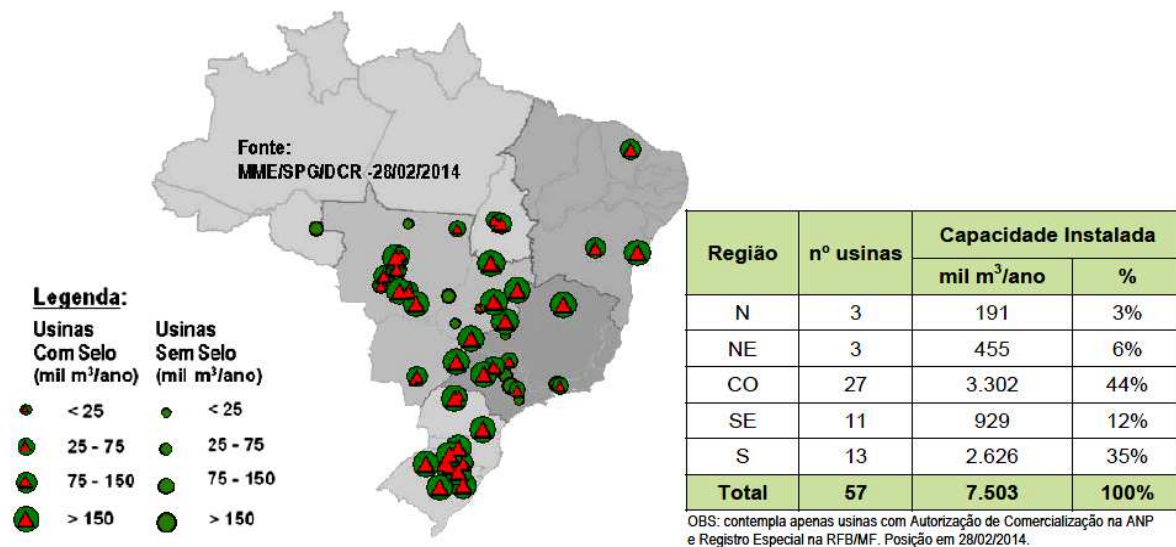 Fonte:
MME/SPG/DCR -28/02/2014
Legenda:
Usinas Com Selo (mil m³/ano)
Usinas Sem Selo (mil m³/ano)
< 25 < 25
25 - 75 25 - 75
75 - 150 75 - 150
> 150 > 150
Região nº usinas Capacidade Instalada
mil m³/ano %
N 3 191 3%
NE 3 455 6%
CO 27 3.302 44%
SE 11 929 12%
S 13 2.626 35%
Total 57 7.503 100%
OBS: contempla apenas usinas com Autorização de Comercialização na ANP
e Registro Especial na RFB/MF. Posição em 28/02/2014.